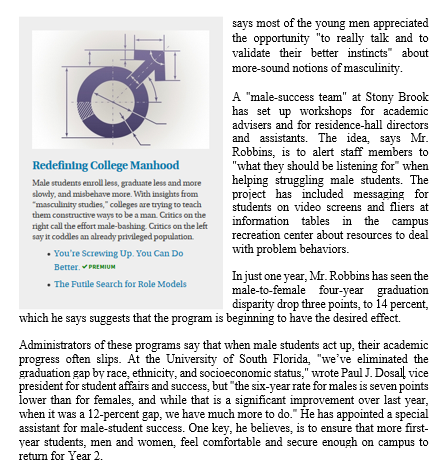 says most of the young men appreciated
the opportunity "to really talk and to
validate their better instincts" about
more-sound notions of masculinity.
A "male-success team" at Stony Brook
has set up workshops for academic
advisers and for residence-hall directors
and assistants. The idea, says Mr.
Robbins, is to alert staff members to
"what they should be listening for" when
helping struggling male students. The
project has included messaging for
students on video screens and fliers at
information tables in the campus
recreation center about resources to deal
with problem behaviors.
In just one year, Mr. Robbins has seen the
male-to-female four-year graduation
disparity drop three points, to 14 percent,
which he says suggests that the program is beginning to have the desired effect.
Redefining College Manhood
Male students enroll less, graduate less and more
slowly, and misbehave more. With insights from
"masculinity studies," colleges are trying to teach
them constructive ways to be a man. Critics on the
right call the effort male-bashing. Critics on the left
say it coddles an already privileged population.
• You're Screwing Up. You Can Do
Better. ✔PREMIUM
• The Futile Search for Role Models
Administrators of these programs say that when male students act up, their academic
progress often slips. At the University of South Florida, "we've eliminated the
graduation gap by race, ethnicity, and socioeconomic status," wrote Paul J. Dosal, vice
president for student affairs and success, but "the six-year rate for males is seven points
lower than for females, and while that is a significant improvement over last year,
when it was a 12-percent gap, we have much more to do." He has appointed a special
assistant for male-student success. One key, he believes, is to ensure that more first-
year students, men and women, feel comfortable and secure enough on campus to
return for Year 2.